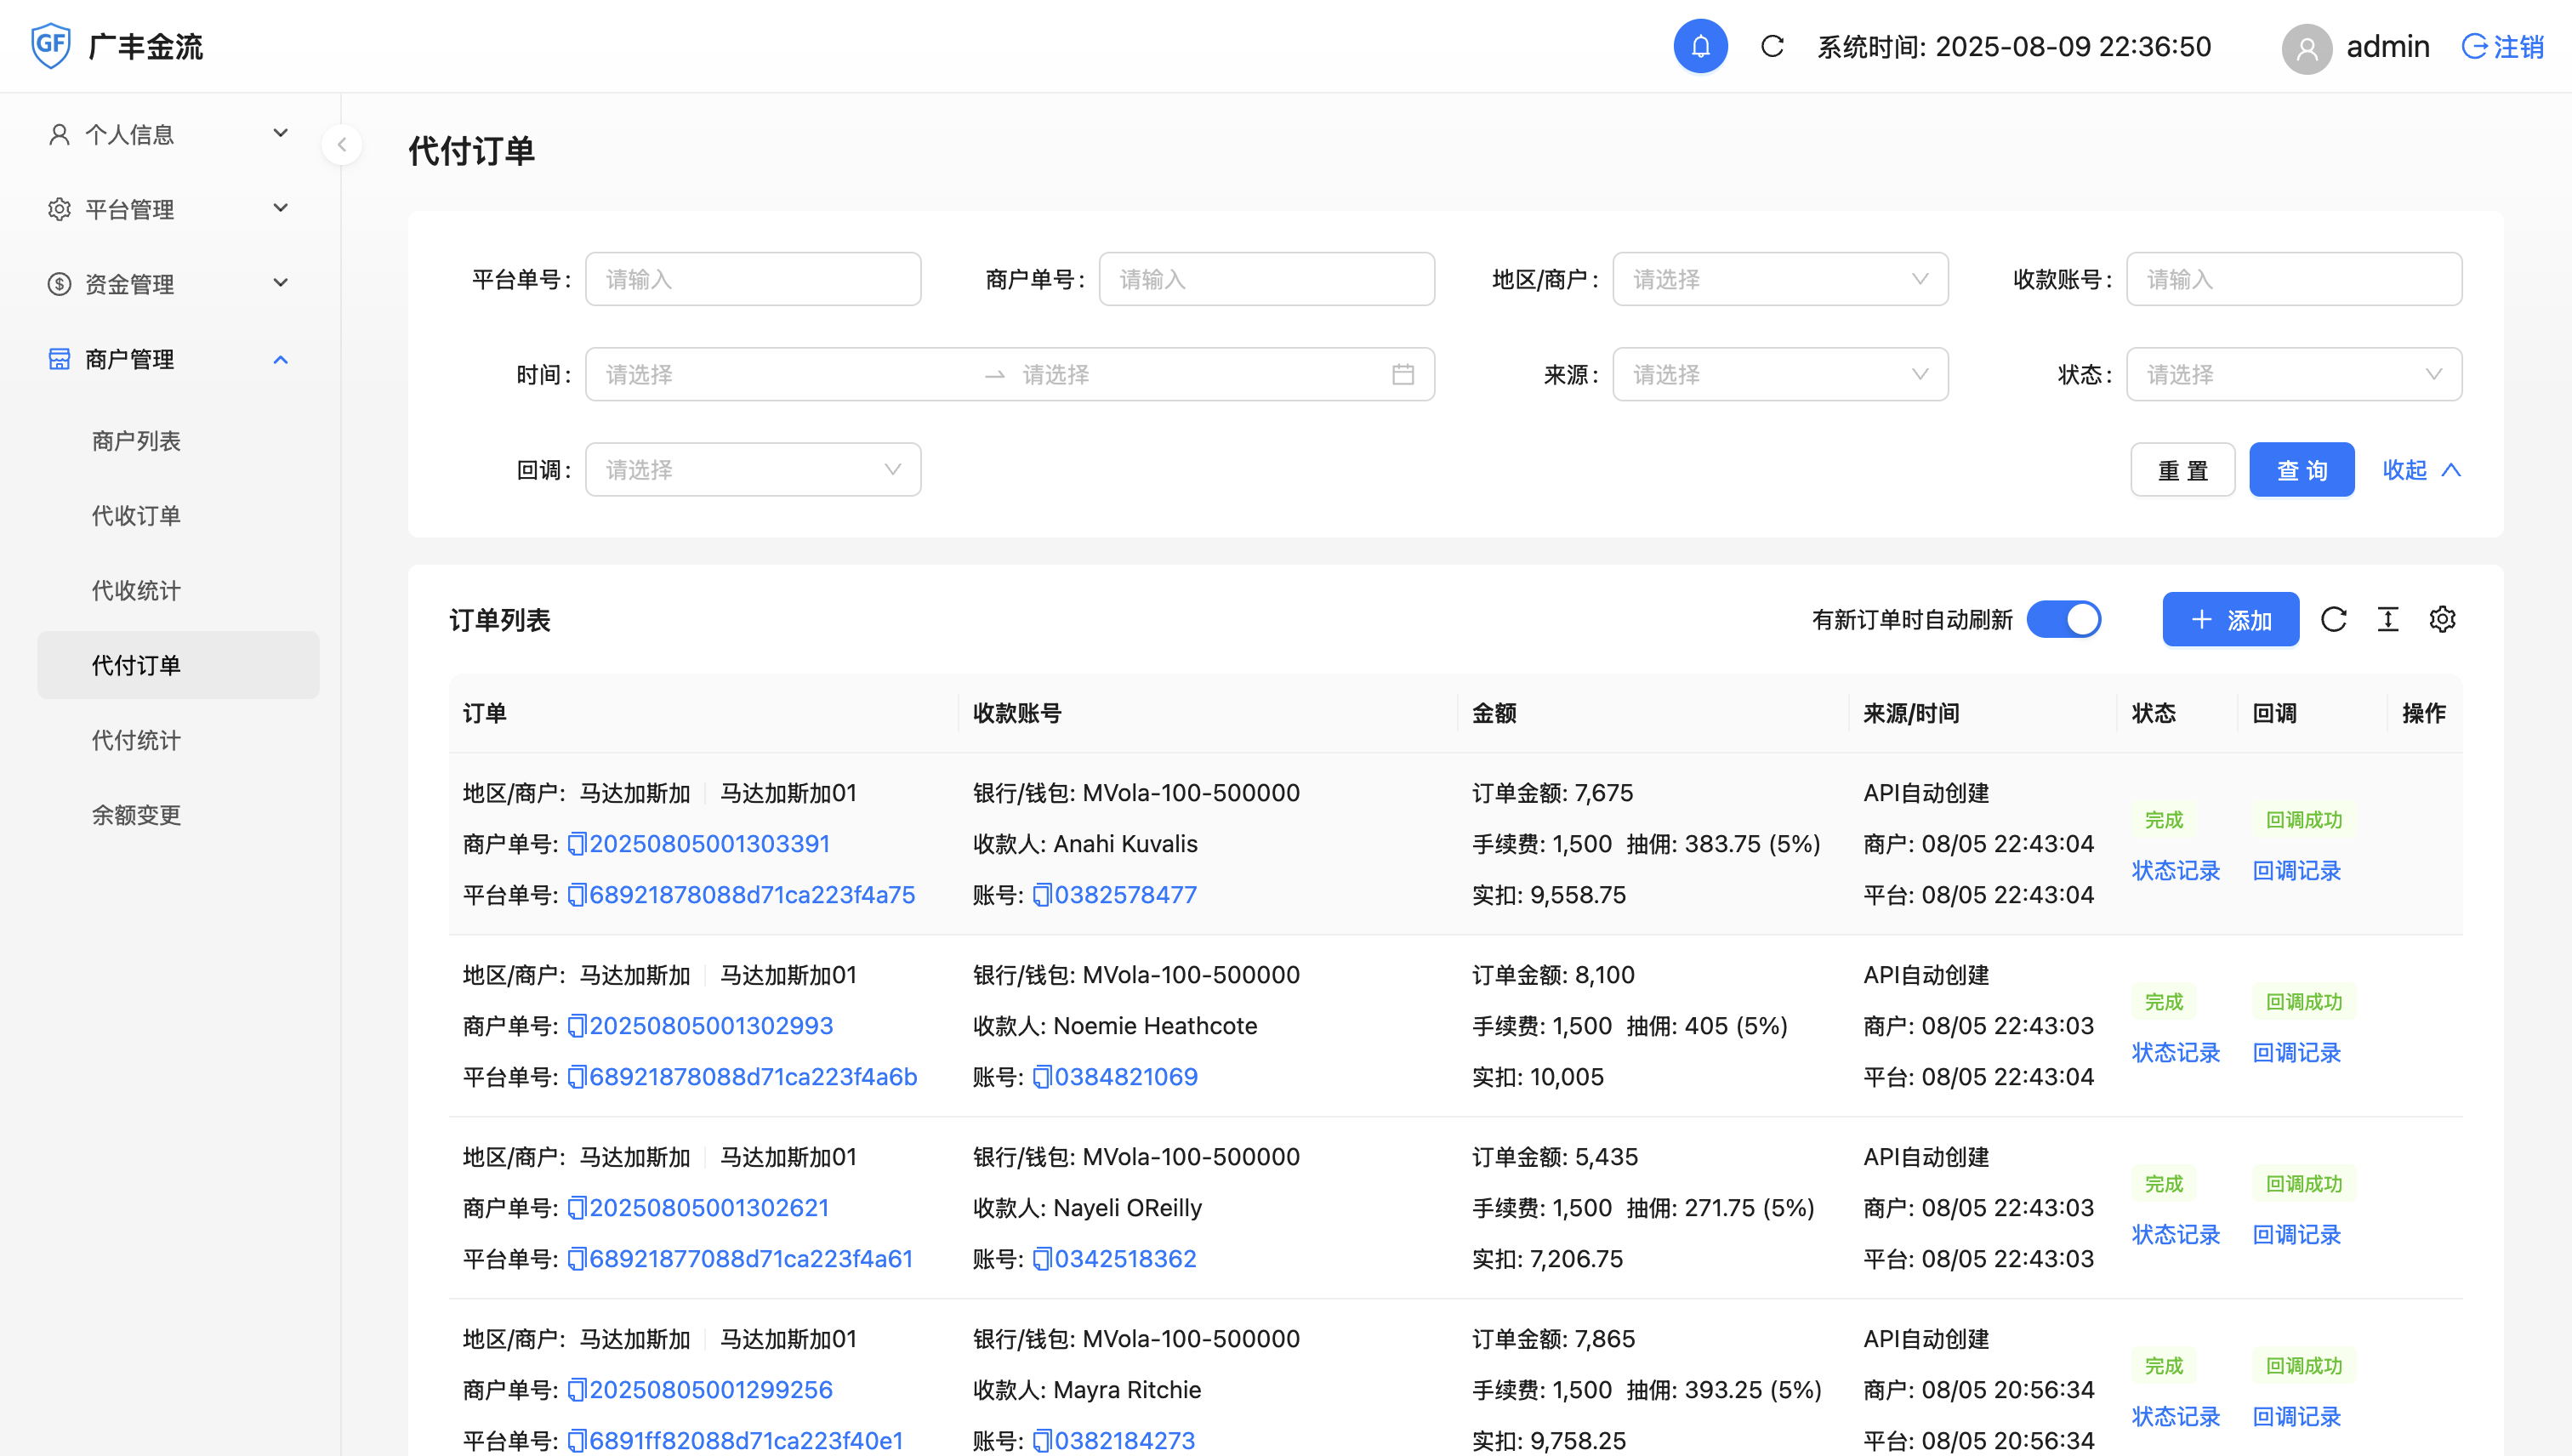 GF 广丰金流
系统时间: 2025-08-09 22:36:50
admin
注销
个人信息
平台管理
资金管理
商户管理
商户列表
代收订单
代收统计
代付订单
代付统计
余额变更
代付订单
平台单号: 请输入
商户单号: 请输入
地区/商户: 请选择
收款账号: 请输入
时间: 请选择 请选择
来源: 请选择
状态: 请选择
回调: 请选择
重 置
查 询
收起
订单列表
有新订单时自动刷新
添加
订单 收款账号 金额 来源/时间 状态 回调 操作
地区/商户: 马达加斯加 马达加斯加01
商户单号: 20250805001303391
平台单号: 68921878088d71ca223f4a75
银行/钱包: MVola-100-500000
收款人: Anahi Kuvalis
账号: 0382578477
订单金额: 7,675
手续费: 1,500 抽佣: 383.75 (5%)
实扣: 9,558.75
API自动创建
商户: 08/05 22:43:04
平台: 08/05 22:43:04
完成
状态记录
回调成功
回调记录
地区/商户: 马达加斯加 马达加斯加01
商户单号: 20250805001302993
平台单号: 68921878088d71ca223f4a6b
银行/钱包: MVola-100-500000
收款人: Noemie Heathcote
账号: 0384821069
订单金额: 8,100
手续费: 1,500 抽佣: 405 (5%)
实扣: 10,005
API自动创建
商户: 08/05 22:43:03
平台: 08/05 22:43:04
完成
状态记录
回调成功
回调记录
地区/商户: 马达加斯加 马达加斯加01
商户单号: 20250805001302621
平台单号: 68921877088d71ca223f4a61
银行/钱包: MVola-100-500000
收款人: Nayeli OReilly
账号: 0342518362
订单金额: 5,435
手续费: 1,500 抽佣: 271.75 (5%)
实扣: 7,206.75
API自动创建
商户: 08/05 22:43:03
平台: 08/05 22:43:03
完成
状态记录
回调成功
回调记录
地区/商户: 马达加斯加 马达加斯加01
商户单号: 20250805001299256
平台单号: 6891ff82088d71ca223f40e1
银行/钱包: MVola-100-500000
收款人: Mayra Ritchie
账号: 0382184273
订单金额: 7,865
手续费: 1,500 抽佣: 393.25 (5%)
实扣: 9,758.25
API自动创建
商户: 08/05 20:56:34
平台: 08/05 20:56:34
完成
状态记录
回调成功
回调记录